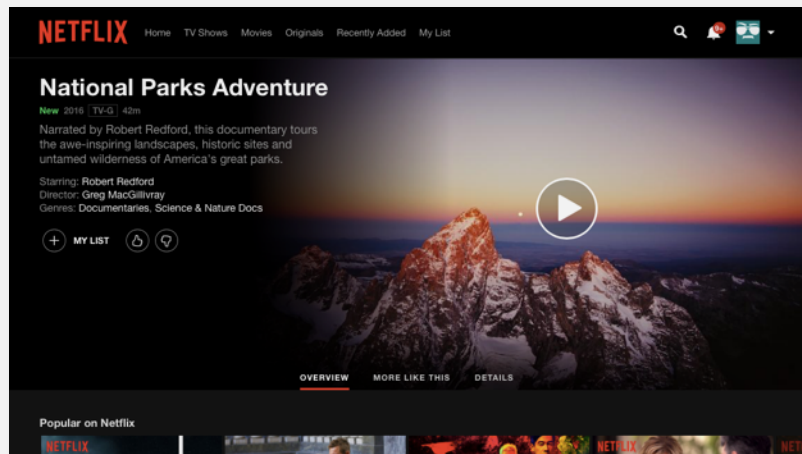 NETFLIX Home TV Shows Movies Originals Recently Added My List 9+
National Parks Adventure
New 2016 TV-G 42m
Narrated by Robert Redford, this documentary tours
the awe-inspiring landscapes, historic sites and
untamed wilderness of America's great parks.
Starring: Robert Redford
Director: Greg MacGillivray
Genres: Documentaries, Science & Nature Docs
MY LIST
OVERVIEW MORE LIKE THIS DETAILS
Popular on Netflix
NETFLIX NETFLIX NET